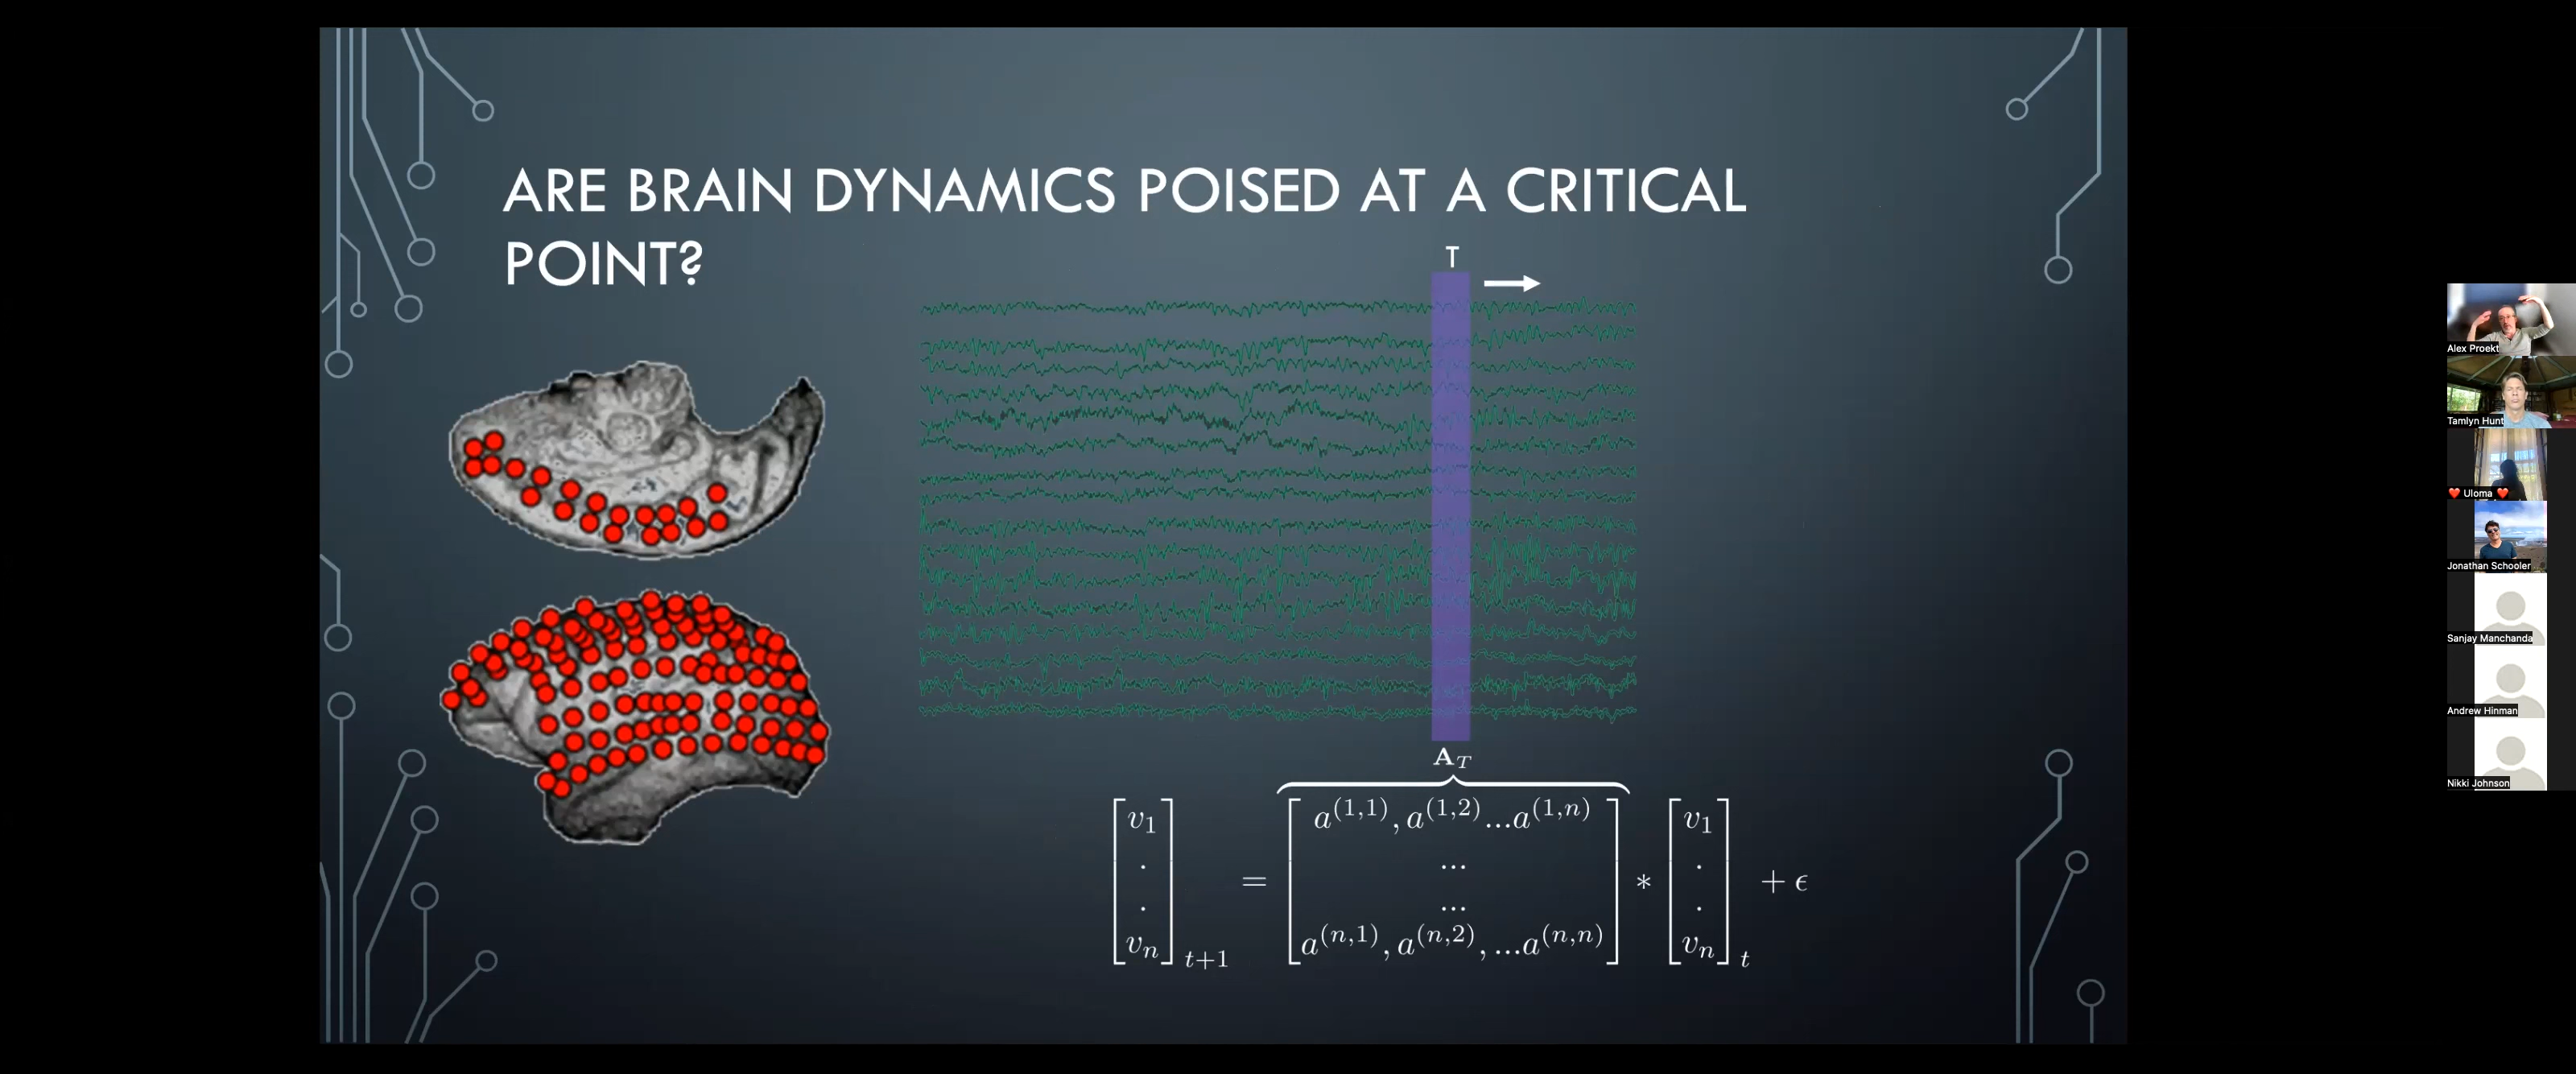 ARE BRAIN DYNAMICS POISED AT A CRITICAL
POINT?
T
A_T
[v_1 . . v_n]_{t+1} = [a^{(1,1)}, a^{(1,2)}...a^{(1,n)} ... ... a^{(n,1)}, a^{(n,2)}, ...a^{(n,n)}] * [v_1 . . v_n]_t + ϵ
Alex Proekt
Tamlyn Hunt
❤️ Uloma ❤️
Jonathan Schooler
Sanjay Manchanda
Andrew Hinman
Nikki Johnson